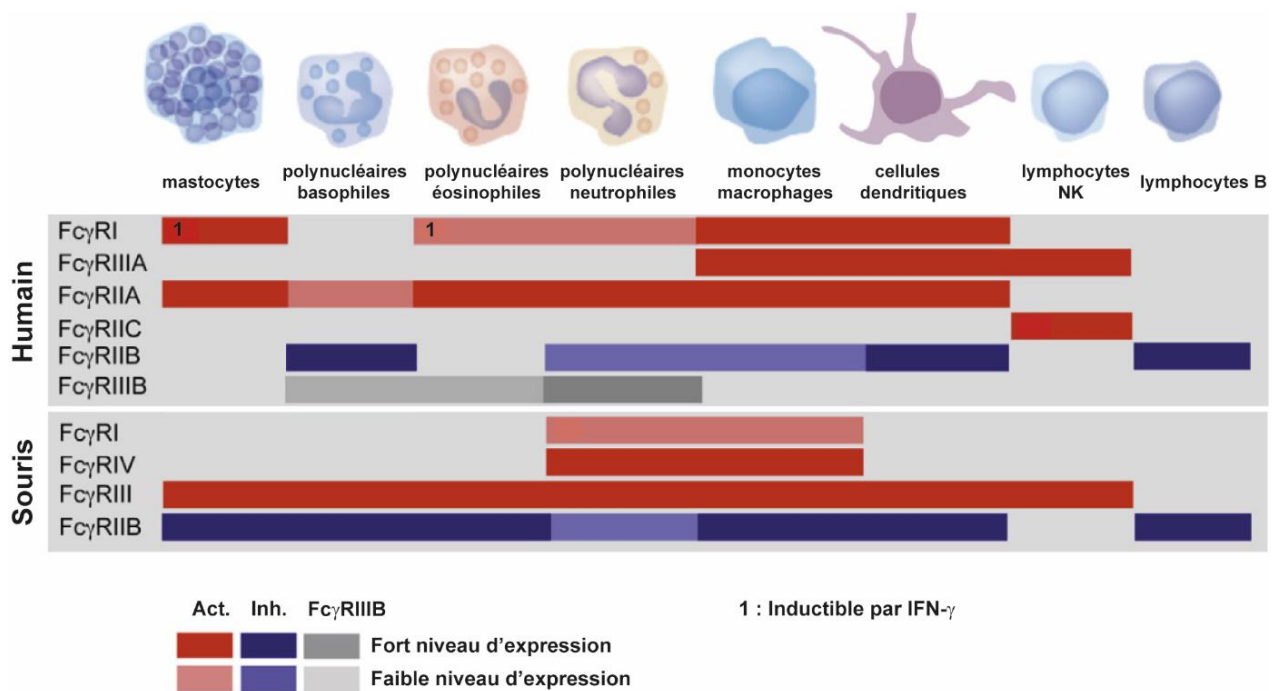 mastocytes
polynucléaires
basophiles
polynucléaires
éosinophiles
polynucléaires
neutrophiles
monocytes
macrophages
cellules
dendritiques
lymphocytes
NK
lymphocytes B
Humain
FcγRI
1
1
FcγRIIIA
FcγRIIA
FcγRIIC
FcγRIIB
FcγRIIIB
Souris
FcγRI
FcγRIV
FcγRIII
FcγRIIB
Act. Inh. FcγRIIIB
1 : Inductible par IFN-γ
Fort niveau d'expression
Faible niveau d'expression